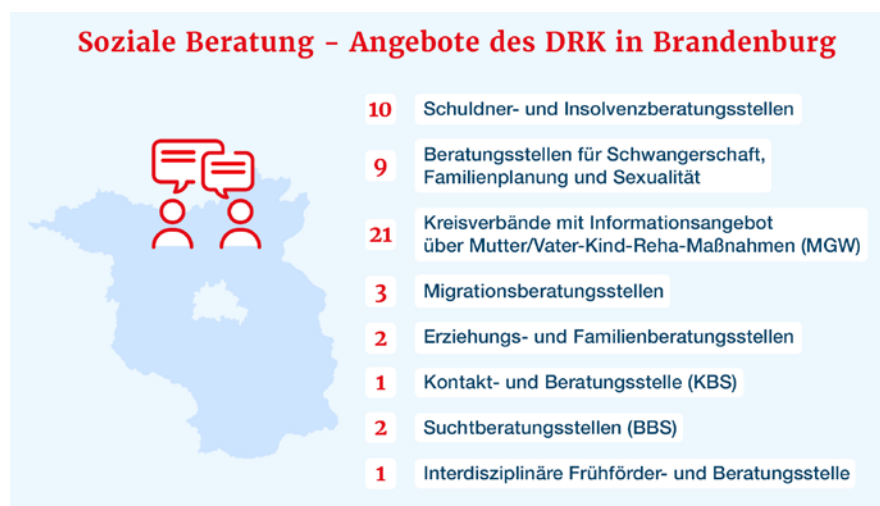 Soziale Beratung – Angebote des DRK in Brandenburg
10 Schuldner- und Insolvenzberatungsstellen
9 Beratungsstellen für Schwangerschaft,
Familienplanung und Sexualität
21 Kreisverbände mit Informationsangebot
über Mutter/Vater-Kind-Reha-Maßnahmen (MGW)
3 Migrationsberatungsstellen
2 Erziehungs- und Familienberatungsstellen
1 Kontakt- und Beratungsstelle (KBS)
2 Suchtberatungsstellen (BBS)
1 Interdisziplinäre Frühförder- und Beratungsstelle